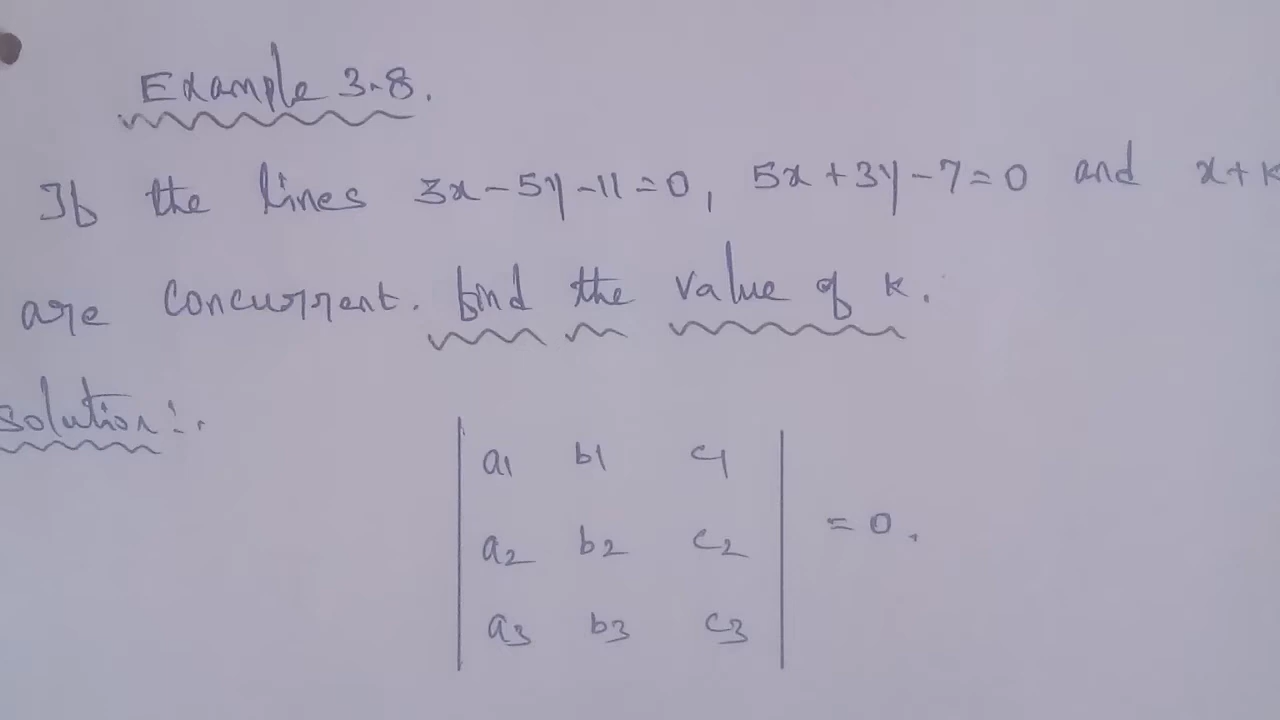 Example 3.8.
If the lines 3x-5y-11=0, 5x+3y-7=0 and x+k
are concurrent. find the value of k.
solution:.
a1 b1 c1
a2 b2 c2 = 0.
a3 b3 c3